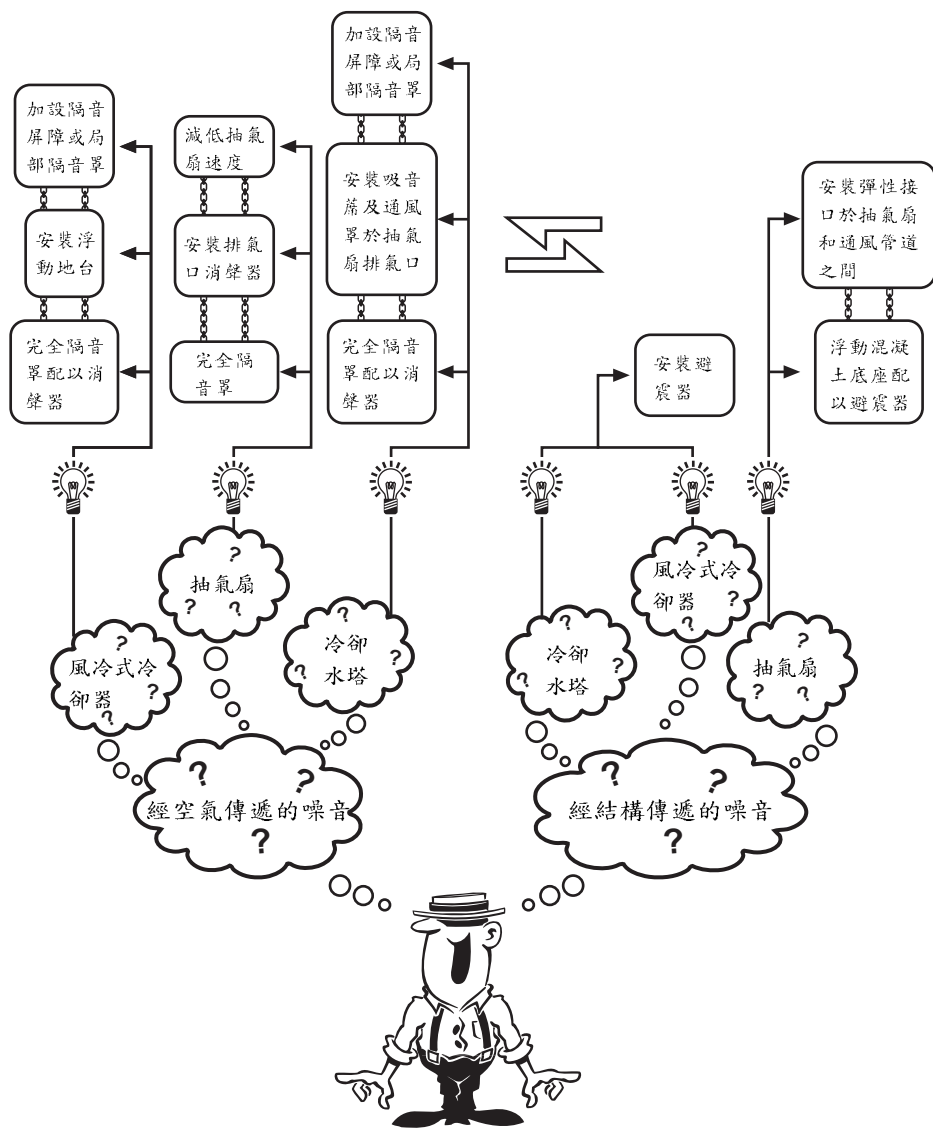 加設隔音
屏障或局
部隔音罩
安裝浮
動地台
完全隔音
罩配以消
聲器
減低抽氣
扇速度
安裝排氣
口消聲器
完全隔
音罩
加設隔音
屏障或局
部隔音罩
安裝吸音
蓆及通風
罩於抽氣
扇排氣口
完全隔音
罩配以消
聲器
安裝避
震器
安裝彈性接
口於抽氣扇
和通風管道
之間
浮動混凝
土底座配
以避震器
?
風冷式冷
?
卻器
?
?
抽氣扇
? ?
?
冷卻
? ?
水塔
?
冷卻
? ?
水塔
?
風冷式冷
卻器 ?
?
?
抽氣扇
? ?
? ?
經空氣傳遞的噪音
?
? ?
經結構傳遞的噪音
?